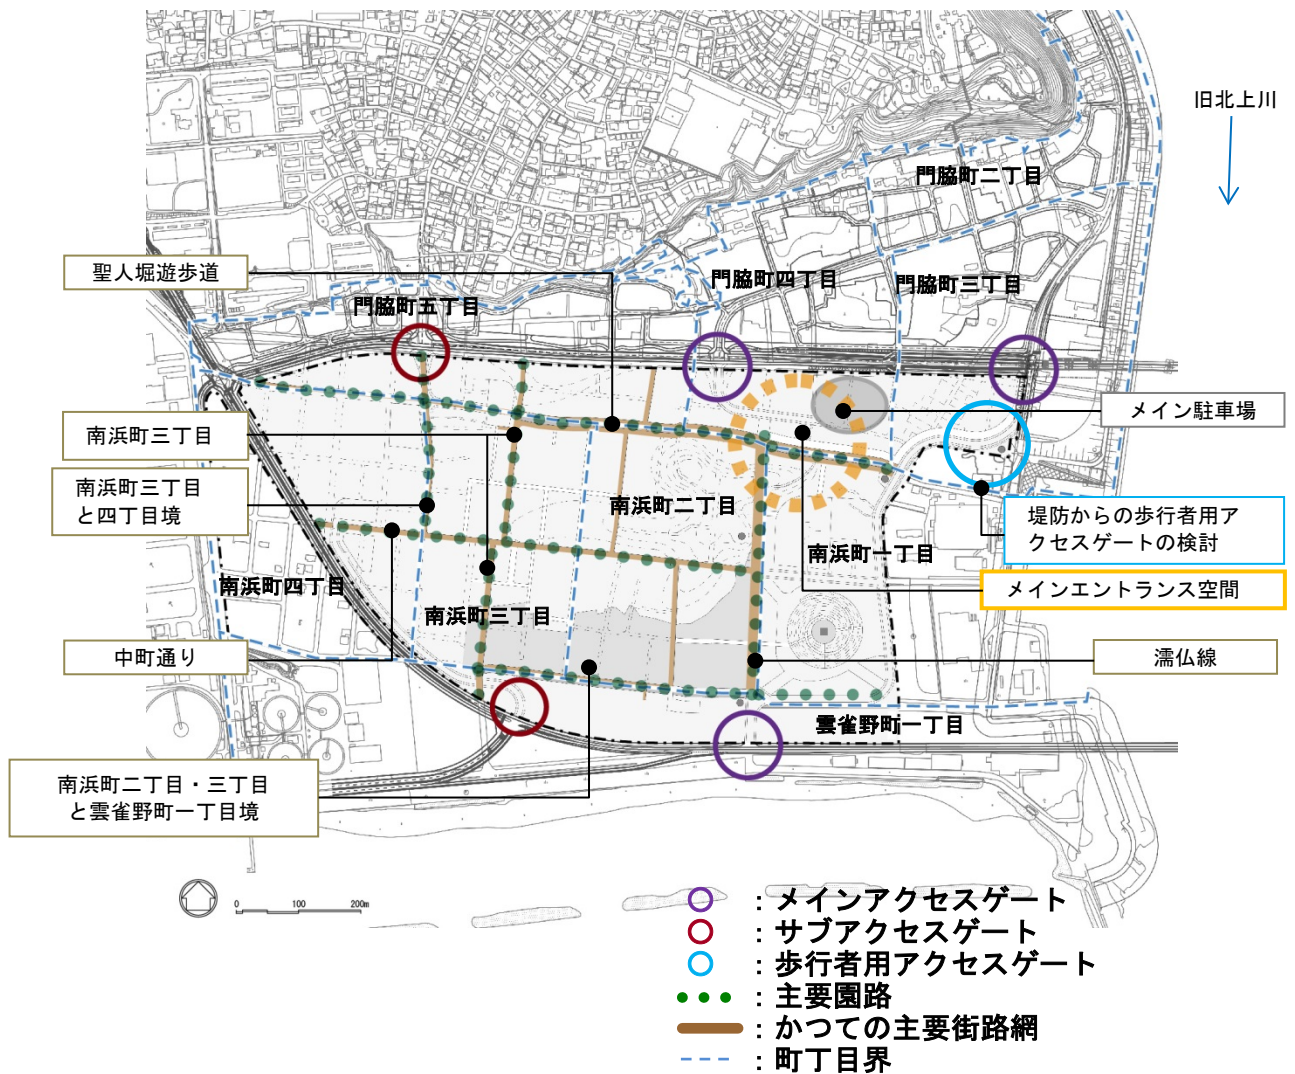 旧北上川
門脇町二丁目
聖人堀遊歩道
門脇町四丁目
門脇町三丁目
門脇町五丁目
メイン駐車場
南浜町三丁目
南浜町三丁目
と四丁目境
南浜町二丁目
堤防からの歩行者用ア
クセスゲートの検討
南浜町一丁目
メインエントランス空間
南浜町四丁目
南浜町三丁目
中町通り
濡仏線
雲雀野町一丁目
南浜町二丁目・三丁目
と雲雀野町一丁目境
0 100 200m
:メインアクセスゲート
:サブアクセスゲート
:歩行者用アクセスゲート
:主要園路
:かつての主要街路網
:町丁目界